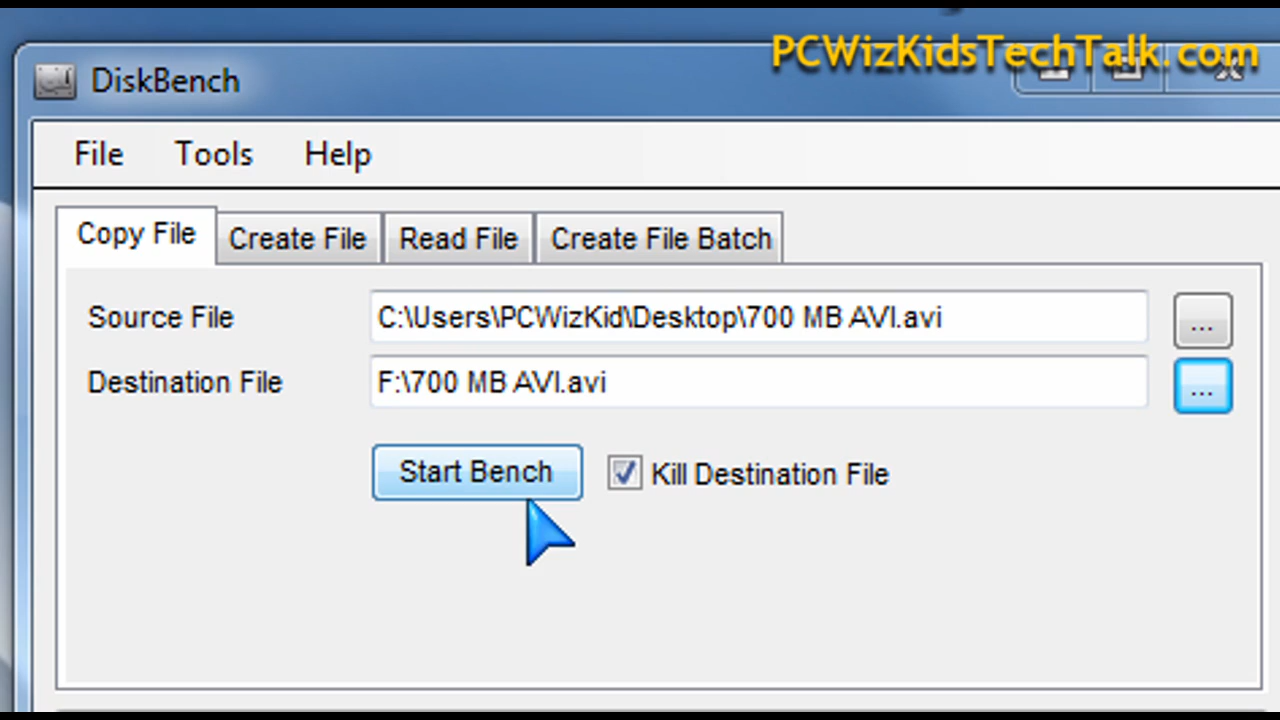 PCWizKidsTechTalk.com
DiskBench
File Tools Help
Copy File Create File Read File Create File Batch
Source File C:\Users\PCWizKid\Desktop\700 MB AVI.avi ...
Destination File F:\700 MB AVI.avi ...
Start Bench Kill Destination File